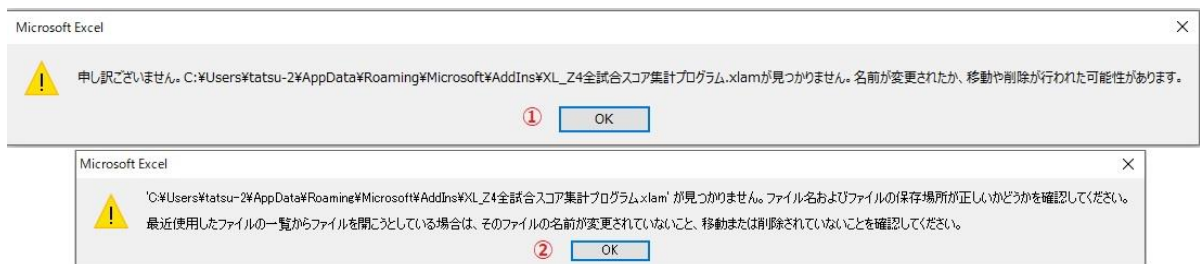 Microsoft Excel
申し訳ございません。C:¥Users¥tatsu-2¥AppData¥Roaming¥Microsoft¥AddIns¥XL_Z4全試合スコア集計プログラム.xlamが見つかりません。名前が変更されたか、移動や削除が行われた可能性があります。
① OK
Microsoft Excel
'C:¥Users¥tatsu-2¥AppData¥Roaming¥Microsoft¥AddIns¥XL_Z4全試合スコア集計プログラム.xlam' が見つかりません。ファイル名およびファイルの保存場所が正しいかどうかを確認してください。
最近使用したファイルの一覧からファイルを開こうとしている場合は、そのファイルの名前が変更されていないこと、移動または削除されていないことを確認してください。
② OK